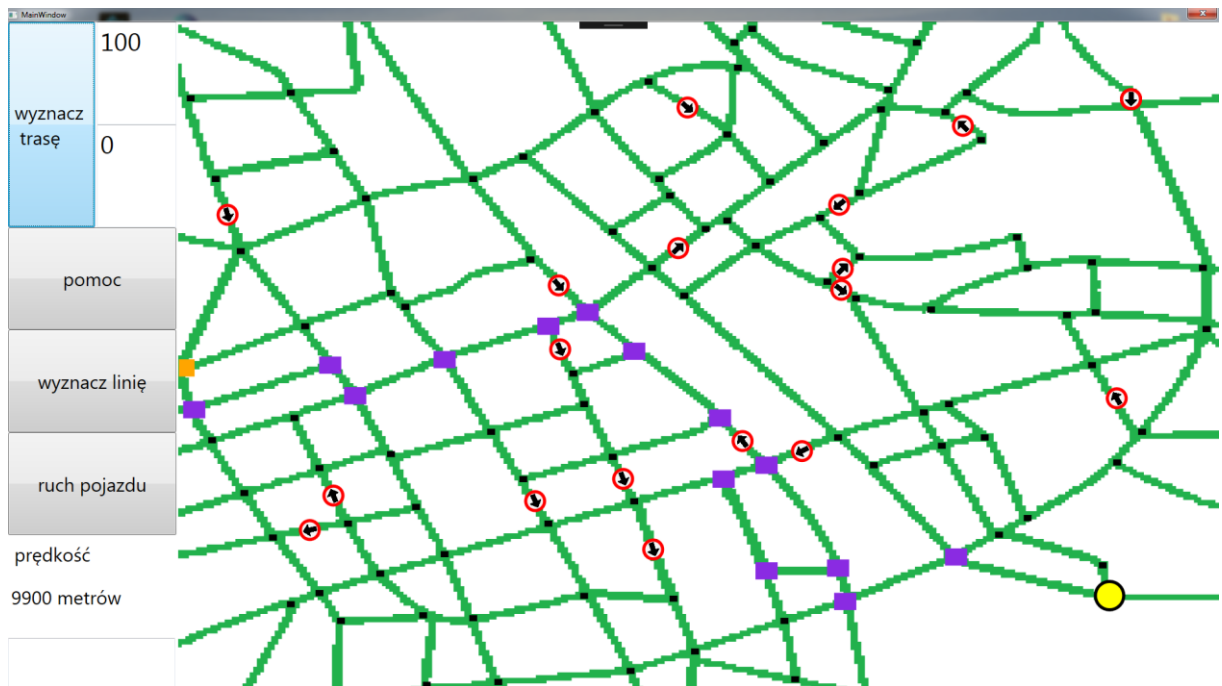 MainWindow
wyznacz
trasę
100
0
pomoc
wyznacz linię
ruch pojazdu
prędkość
9900 metrów